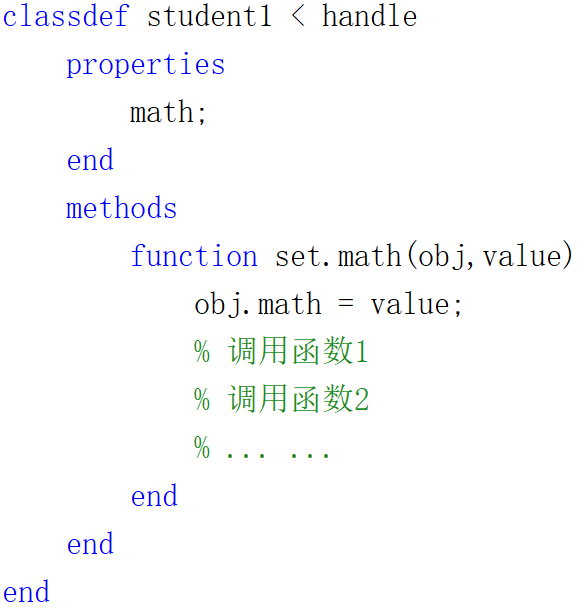 classdef student1 < handle
    properties
        math;
    end
    methods
        function set.math(obj,value)
            obj.math = value;
            % 调用函数1
            % 调用函数2
            % ... ...
        end
    end
end